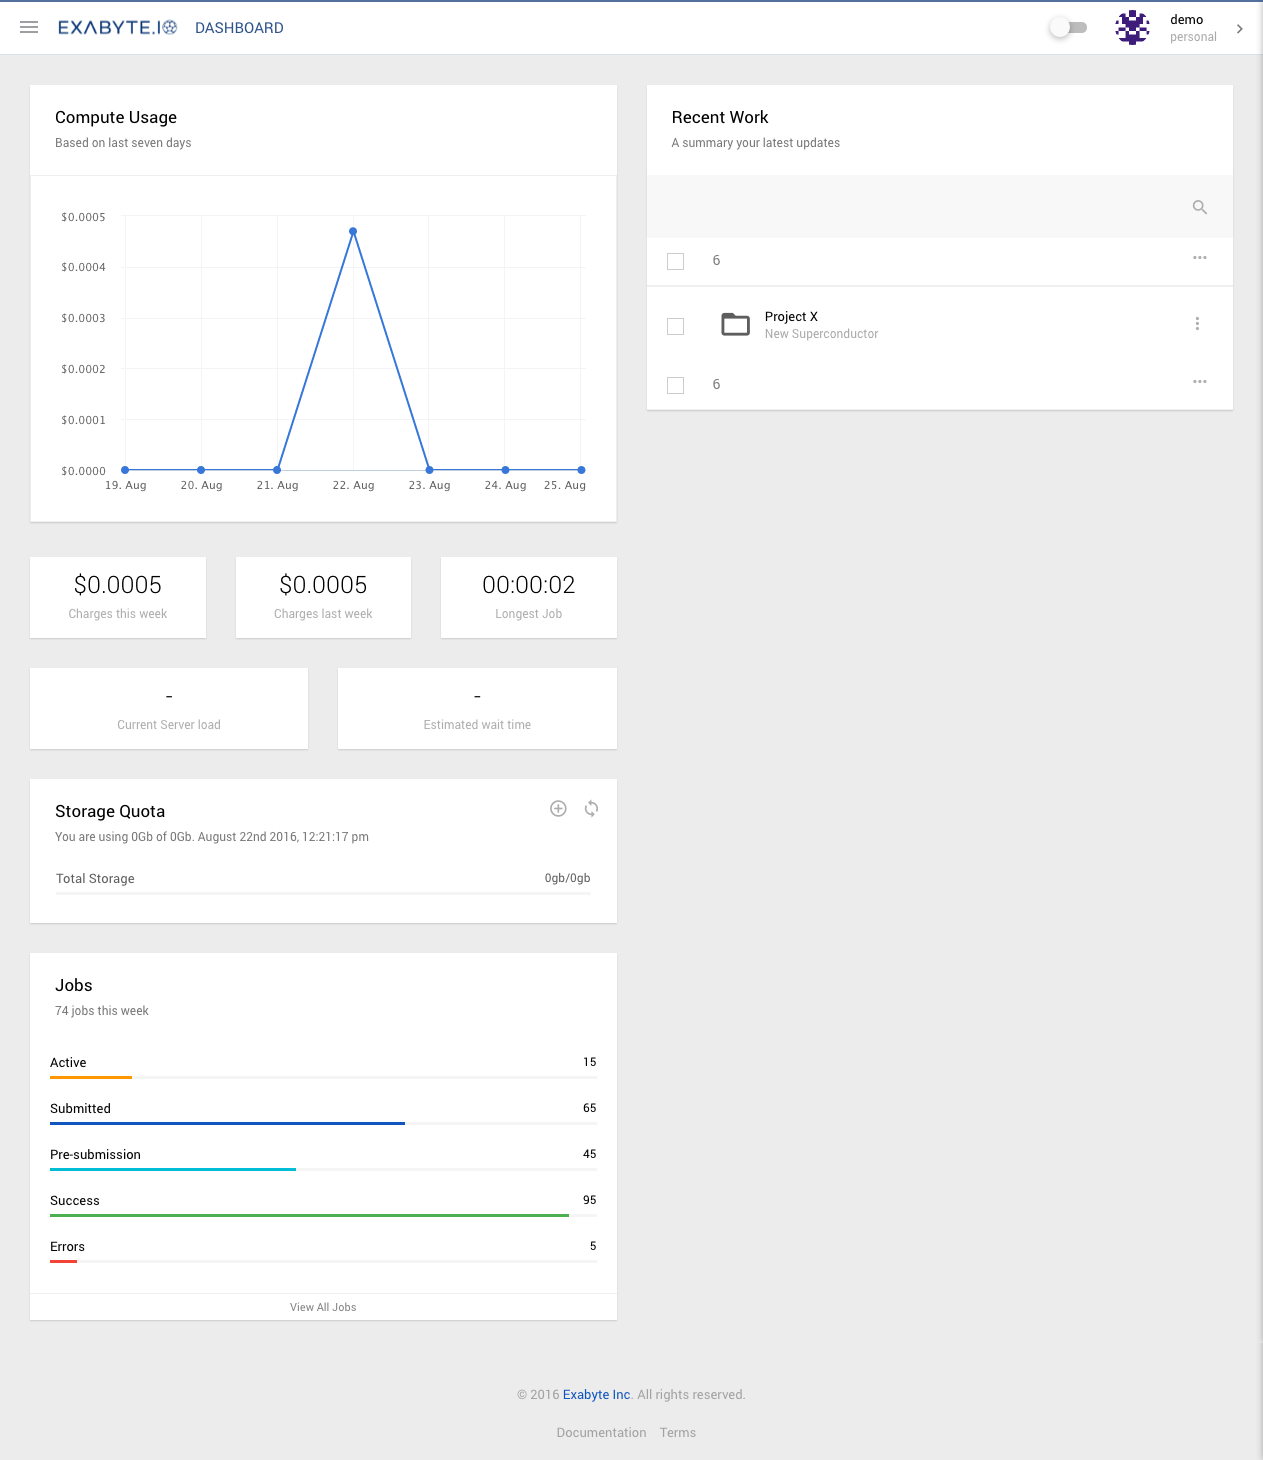 EXABYTE.IO DASHBOARD
demo
personal
Compute Usage
Based on last seven days
$0.0005
$0.0004
$0.0003
$0.0002
$0.0001
$0.0000
19. Aug 20. Aug 21. Aug 22. Aug 23. Aug 24. Aug 25. Aug
$0.0005
Charges this week
$0.0005
Charges last week
00:00:02
Longest Job
-
Current Server load
-
Estimated wait time
Storage Quota
You are using 0Gb of 0Gb. August 22nd 2016, 12:21:17 pm
Total Storage 0gb/0gb
Jobs
74 jobs this week
Active 15
Submitted 65
Pre-submission 45
Success 95
Errors 5
View All Jobs
Recent Work
A summary your latest updates
6
Project X
New Superconductor
6
© 2016 Exabyte Inc. All rights reserved.
Documentation Terms